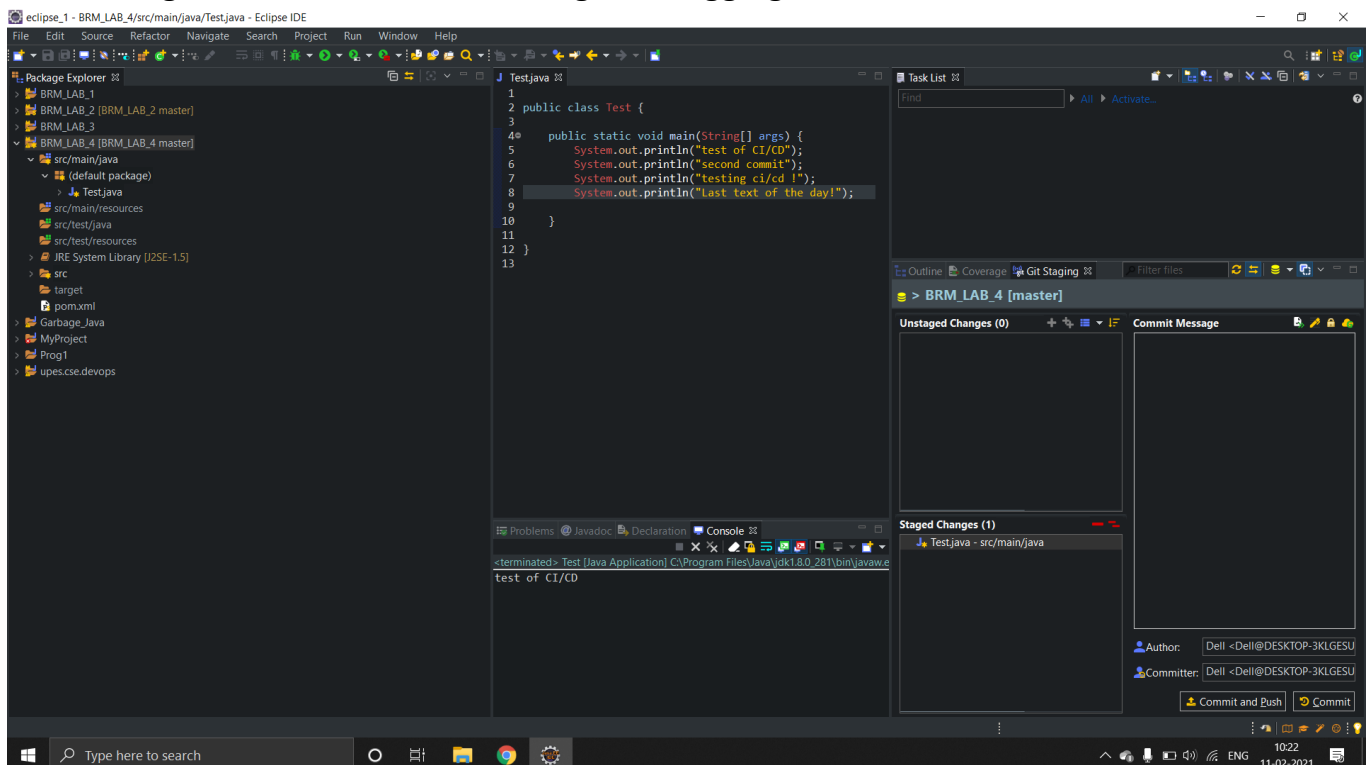 eclipse_1 - BRM_LAB_4/src/main/java/Test.java - Eclipse IDE
File Edit Source Refactor Navigate Search Project Run Window Help
Package Explorer
BRM_LAB_1
BRM_LAB_2 [BRM_LAB_2 master]
BRM_LAB_3
BRM_LAB_4 [BRM_LAB_4 master]
src/main/java
(default package)
Test.java
src/main/resources
src/test/java
src/test/resources
JRE System Library [J2SE-1.5]
src
target
pom.xml
Garbage_Java
MyProject
Prog1
upes.cse.devops
Test.java
1
2 public class Test {
3
4 public static void main(String[] args) {
5 System.out.println("test of CI/CD");
6 System.out.println("second commit");
7 System.out.println("testing ci/cd !");
8 System.out.println("Last text of the day!");
9
10 }
11
12 }
13
Problems Javadoc Declaration Console
<terminated> Test [Java Application] C:\Program Files\Java\jdk1.8.0_281\bin\javaw.e
test of CI/CD
Task List
Find All Activate...
Outline Coverage Git Staging Filter files
> BRM_LAB_4 [master]
Unstaged Changes (0)
Staged Changes (1)
Test.java - src/main/java
Commit Message
Author: Dell <Dell@DESKTOP-3KLGESU
Committer: Dell <Dell@DESKTOP-3KLGESU
Commit and Push Commit
Type here to search
ENG
10:22
11-02-2021